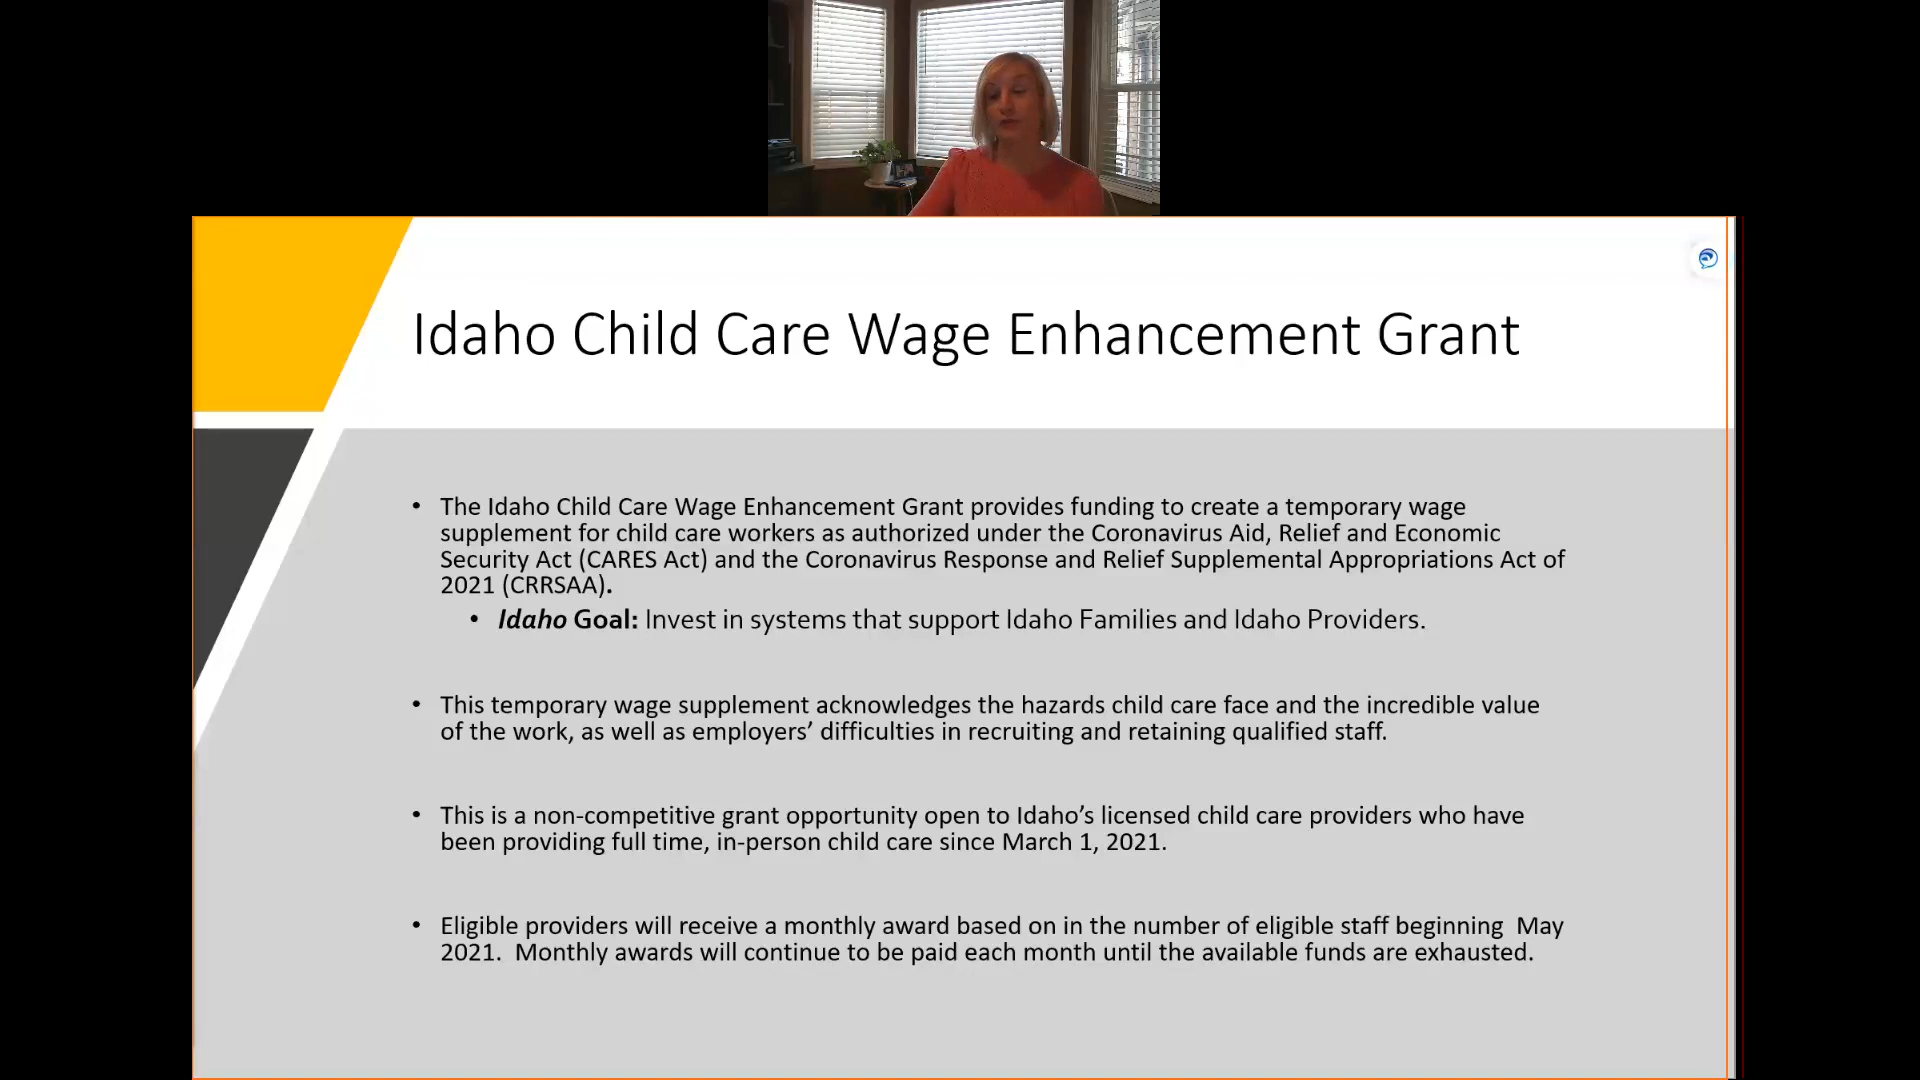 Idaho Child Care Wage Enhancement Grant
• The Idaho Child Care Wage Enhancement Grant provides funding to create a temporary wage
supplement for child care workers as authorized under the Coronavirus Aid, Relief and Economic
Security Act (CARES Act) and the Coronavirus Response and Relief Supplemental Appropriations Act of
2021 (CRRSAA).
• Idaho Goal: Invest in systems that support Idaho Families and Idaho Providers.
• This temporary wage supplement acknowledges the hazards child care face and the incredible value
of the work, as well as employers’ difficulties in recruiting and retaining qualified staff.
• This is a non-competitive grant opportunity open to Idaho’s licensed child care providers who have
been providing full time, in-person child care since March 1, 2021.
• Eligible providers will receive a monthly award based on in the number of eligible staff beginning  May
2021.  Monthly awards will continue to be paid each month until the available funds are exhausted.